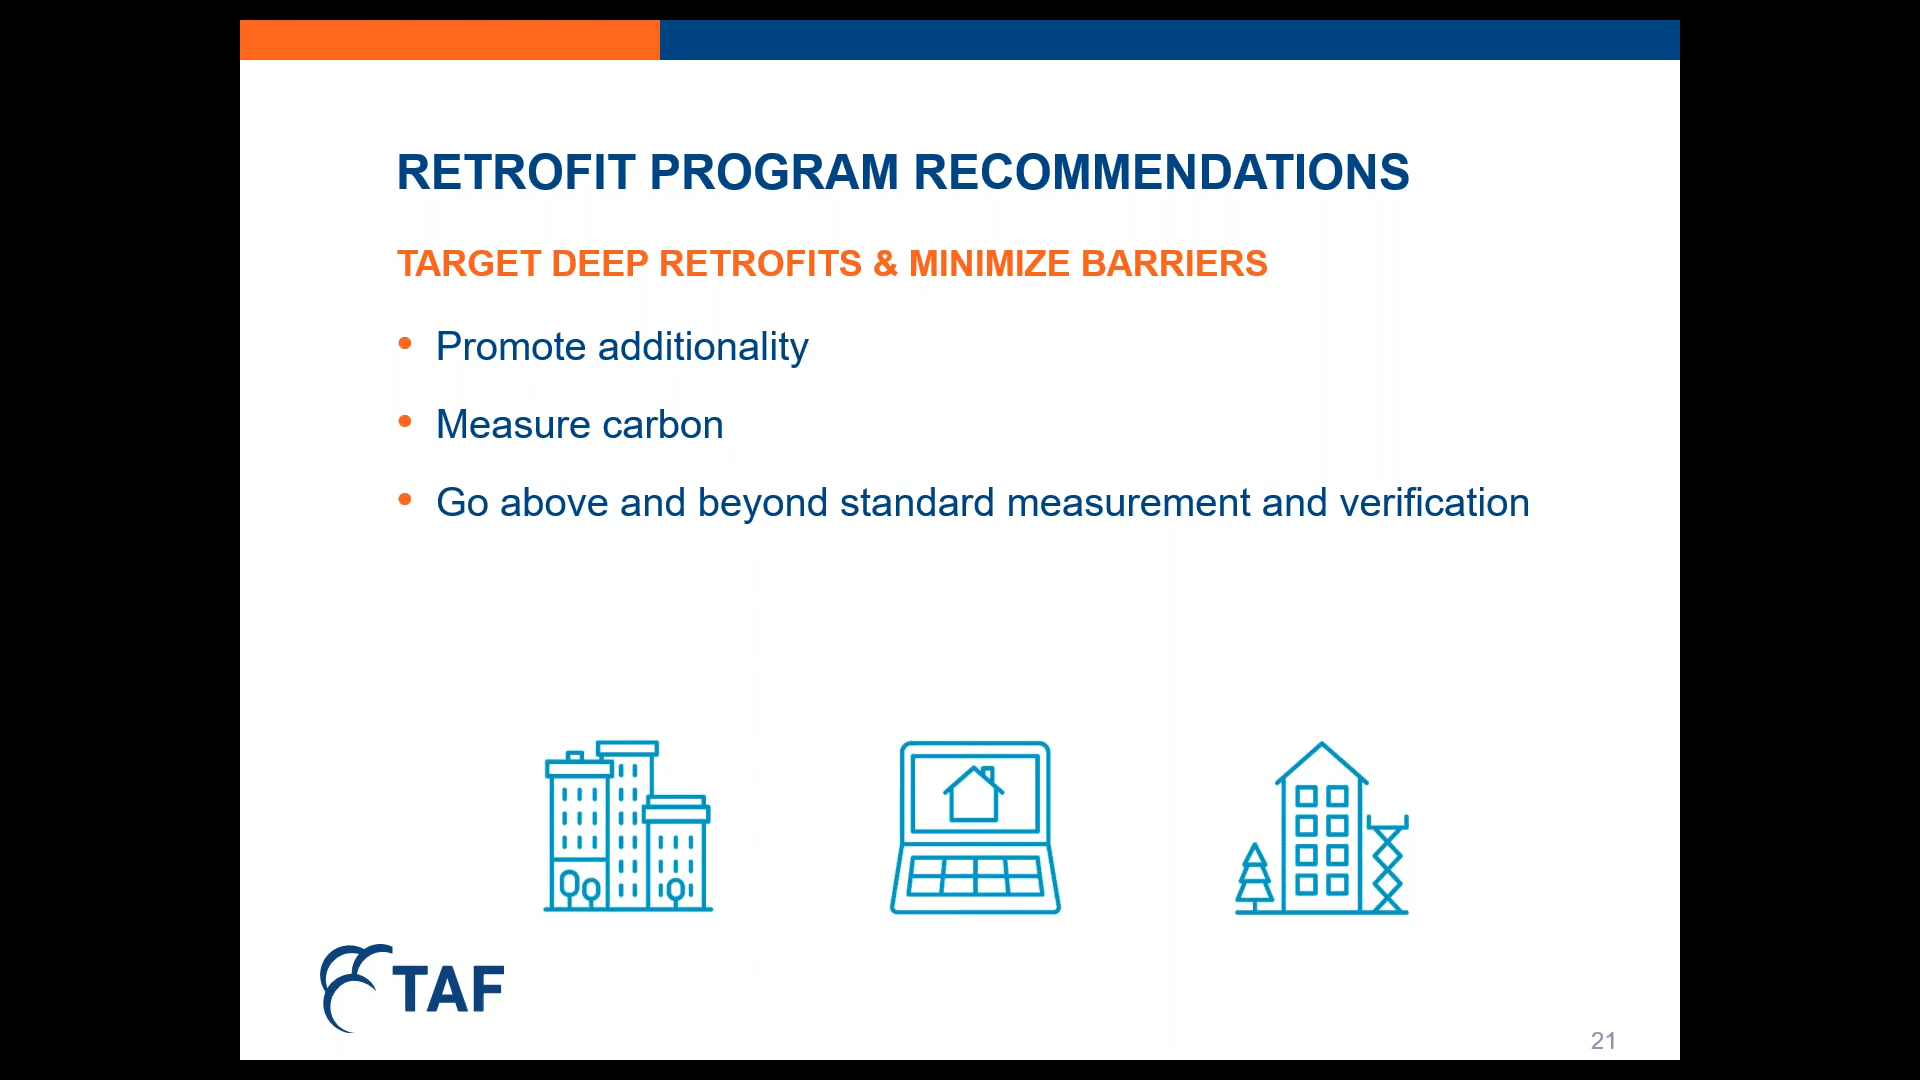 RETROFIT PROGRAM RECOMMENDATIONS
TARGET DEEP RETROFITS & MINIMIZE BARRIERS
• Promote additionality
• Measure carbon
• Go above and beyond standard measurement and verification
TAF
21